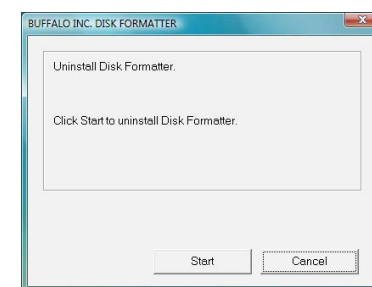 BUFFALO INC. DISK FORMATTER
Uninstall Disk Formatter.
Click Start to uninstall Disk Formatter.
Start
Cancel